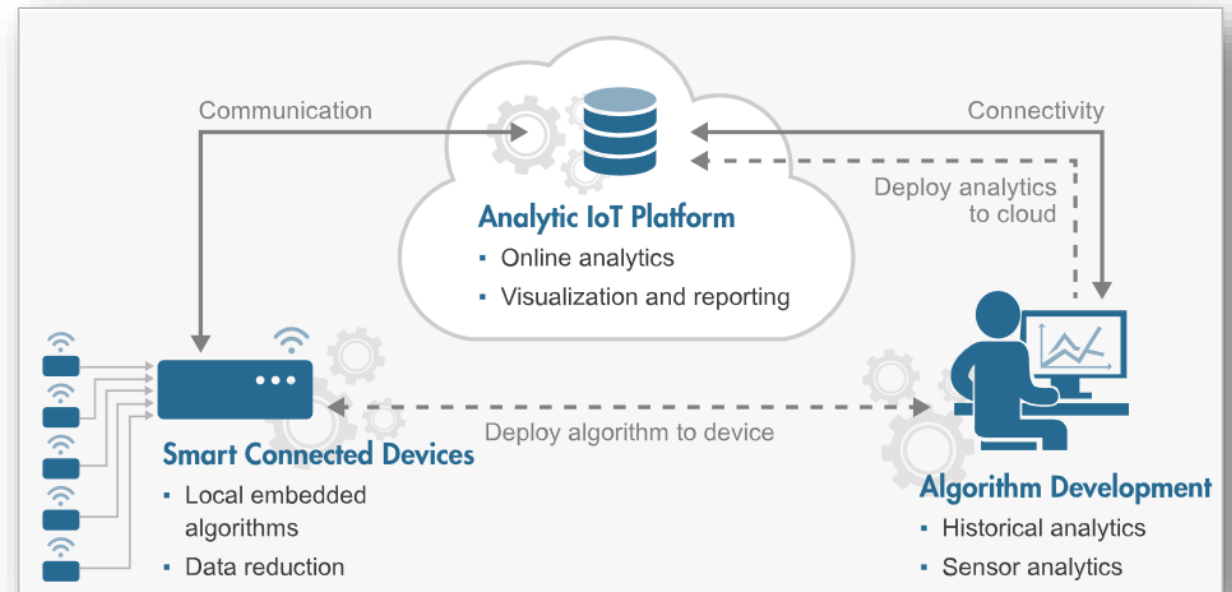 Communication
Connectivity
Deploy analytics
to cloud
Analytic IoT Platform
▪ Online analytics
▪ Visualization and reporting
Deploy algorithm to device
Smart Connected Devices
▪ Local embedded
algorithms
▪ Data reduction
Algorithm Development
▪ Historical analytics
▪ Sensor analytics